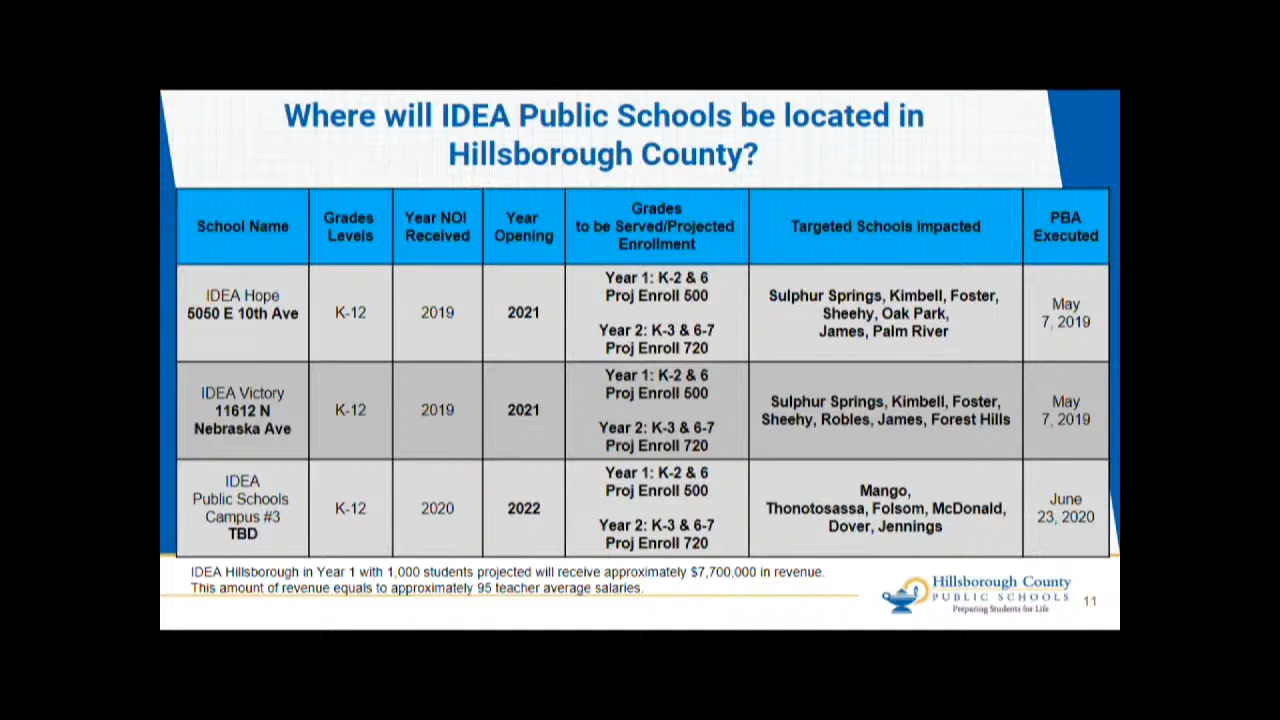 Where will IDEA Public Schools be located in
Hillsborough County?
School Name
Grades
Levels
Year NOI
Received
Year
Opening
Grades
to be Served/Projected
Enrollment
Targeted Schools Impacted
PBA
Executed
IDEA Hope
5050 E 10th Ave
K-12
2019
2021
Year 1: K-2 & 6
Proj Enroll 500
Year 2: K-3 & 6-7
Proj Enroll 720
Sulphur Springs, Kimbell, Foster,
Sheehy, Oak Park,
James, Palm River
May
7, 2019
IDEA Victory
11612 N
Nebraska Ave
K-12
2019
2021
Year 1: K-2 & 6
Proj Enroll 500
Year 2: K-3 & 6-7
Proj Enroll 720
Sulphur Springs, Kimbell, Foster,
Sheehy, Robles, James, Forest Hills
May
7, 2019
IDEA
Public Schools
Campus #3
TBD
K-12
2020
2022
Year 1: K-2 & 6
Proj Enroll 500
Year 2: K-3 & 6-7
Proj Enroll 720
Mango,
Thonotosassa, Folsom, McDonald,
Dover, Jennings
June
23, 2020
IDEA Hillsborough in Year 1 with 1,000 students projected will receive approximately $7,700,000 in revenue.
This amount of revenue equals to approximately 95 teacher average salaries.
Hillsborough County
PUBLIC SCHOOLS
Preparing Students for Life
11